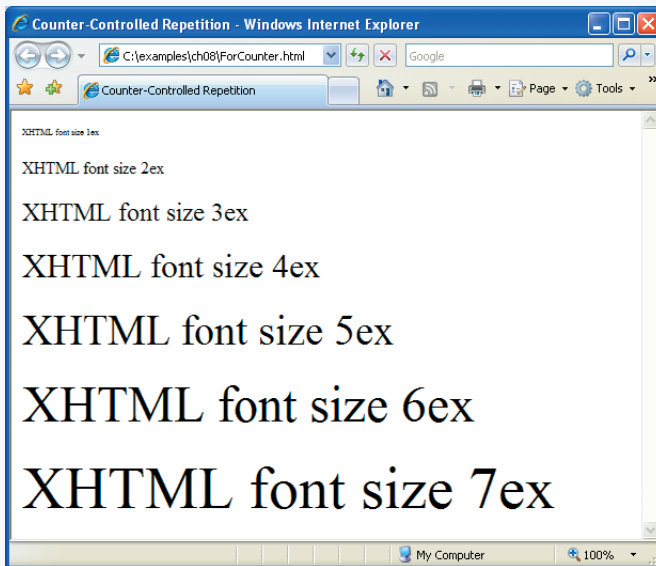 Counter-Controlled Repetition - Windows Internet Explorer
C:\examples\ch08\ForCounter.html Google
Counter-Controlled Repetition Page Tools »
XHTML font size 1ex
XHTML font size 2ex
XHTML font size 3ex
XHTML font size 4ex
XHTML font size 5ex
XHTML font size 6ex
XHTML font size 7ex
My Computer 100%